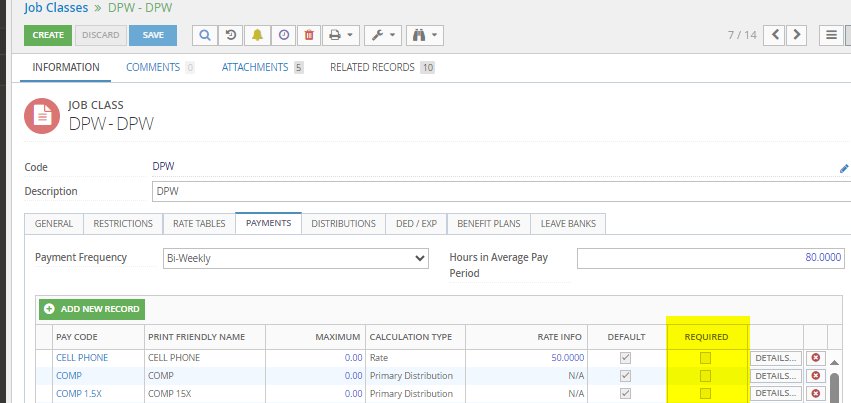 Job Classes » DPW - DPW
CREATE DISCARD SAVE 7 / 14
INFORMATION COMMENTS 0 ATTACHMENTS 5 RELATED RECORDS 10
JOB CLASS
DPW - DPW
Code DPW
Description DPW
GENERAL RESTRICTIONS RATE TABLES PAYMENTS DISTRIBUTIONS DED / EXP BENEFIT PLANS LEAVE BANKS
Payment Frequency Bi-Weekly Hours in Average Pay Period 80.0000
ADD NEW RECORD
PAY CODE PRINT FRIENDLY NAME MAXIMUM CALCULATION TYPE RATE INFO DEFAULT REQUIRED
CELL PHONE CELL PHONE 0.00 Rate 50.0000 DETAILS...
COMP COMP 0.00 Primary Distribution N/A DETAILS...
COMP 1.5X COMP 15X 0.00 Primary Distribution N/A DETAILS...